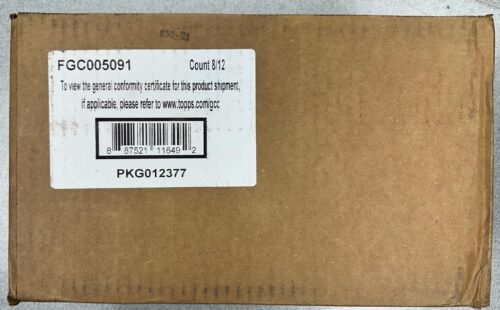 FGC005091 Count 8/12
To view the general conformity certificate for this product shipment,
if applicable, please refer to www.topps.com/gcc
8 87521 11649 2
PKG012377